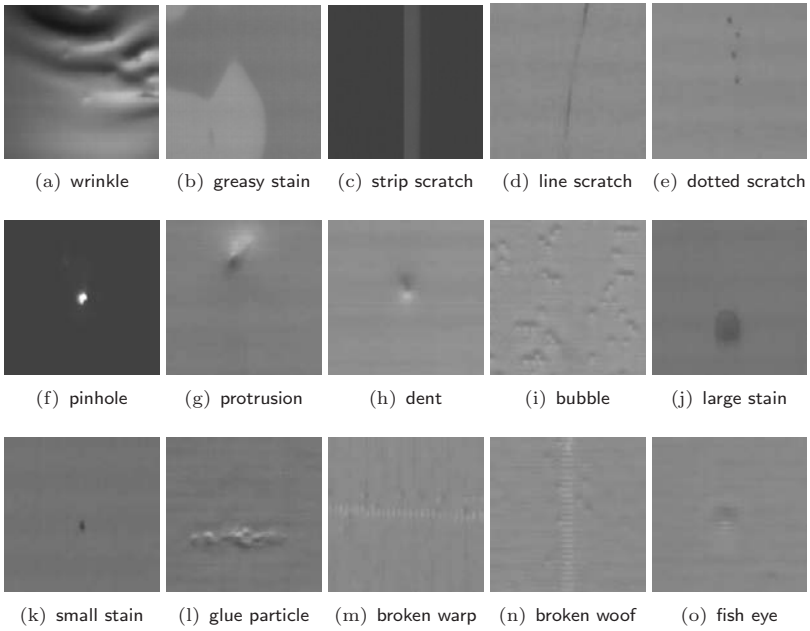 (a) wrinkle
(b) greasy stain
(c) strip scratch
(d) line scratch
(e) dotted scratch
(f) pinhole
(g) protrusion
(h) dent
(i) bubble
(j) large stain
(k) small stain
(l) glue particle
(m) broken warp
(n) broken woof
(o) fish eye